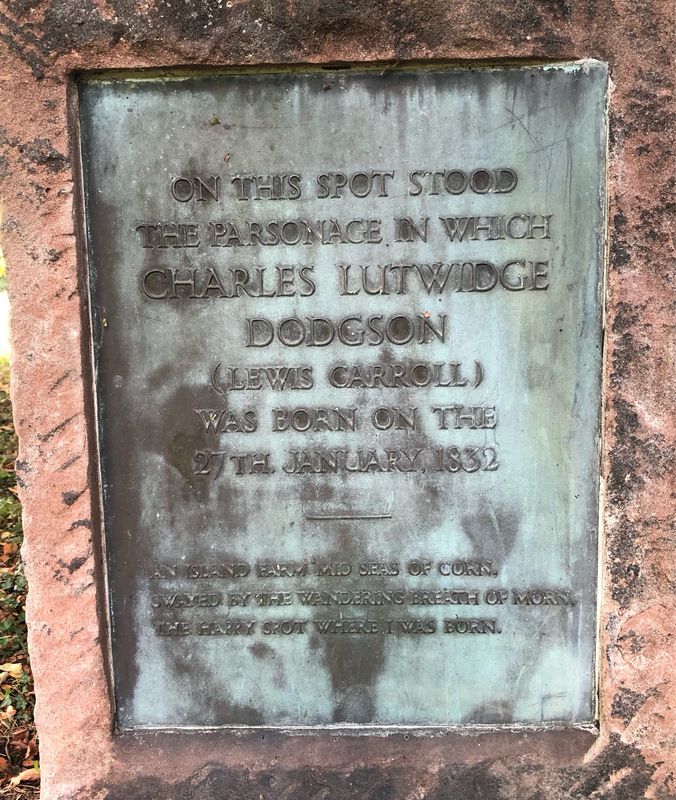 ON THIS SPOT STOOD
THE PARSONAGE IN WHICH
CHARLES LUTWIDGE
DODGSON
(LEWIS CARROLL)
WAS BORN ON THE
27TH. JANUARY, 1832
AN ISLAND FARM 'MID SEAS OF CORN,
SWAYED BY THE WANDERING BREATH OF MORN,
THE HAPPY SPOT WHERE I WAS BORN.